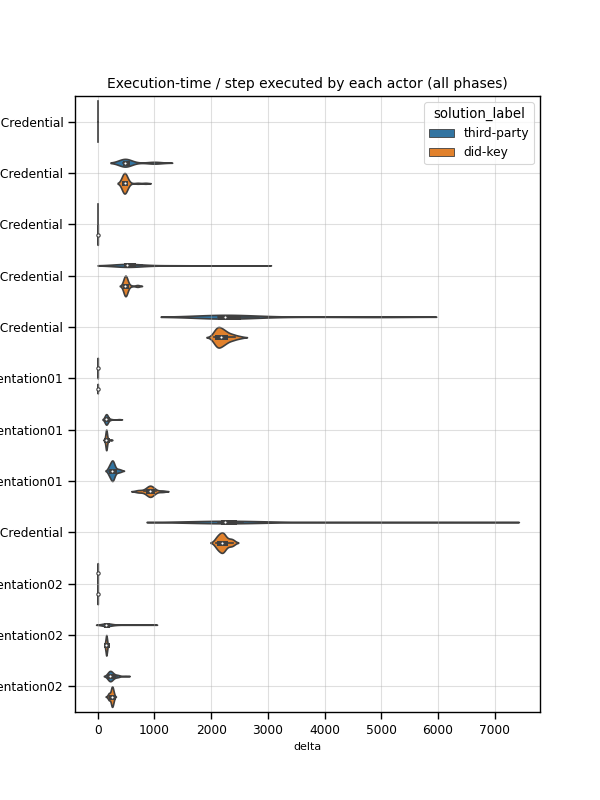 Execution-time / step executed by each actor (all phases)
solution_label
third-party
did-key
Credential
Credential
Credential
Credential
Credential
entation01
entation01
entation01
Credential
entation02
entation02
entation02
0 1000 2000 3000 4000 5000 6000 7000
delta